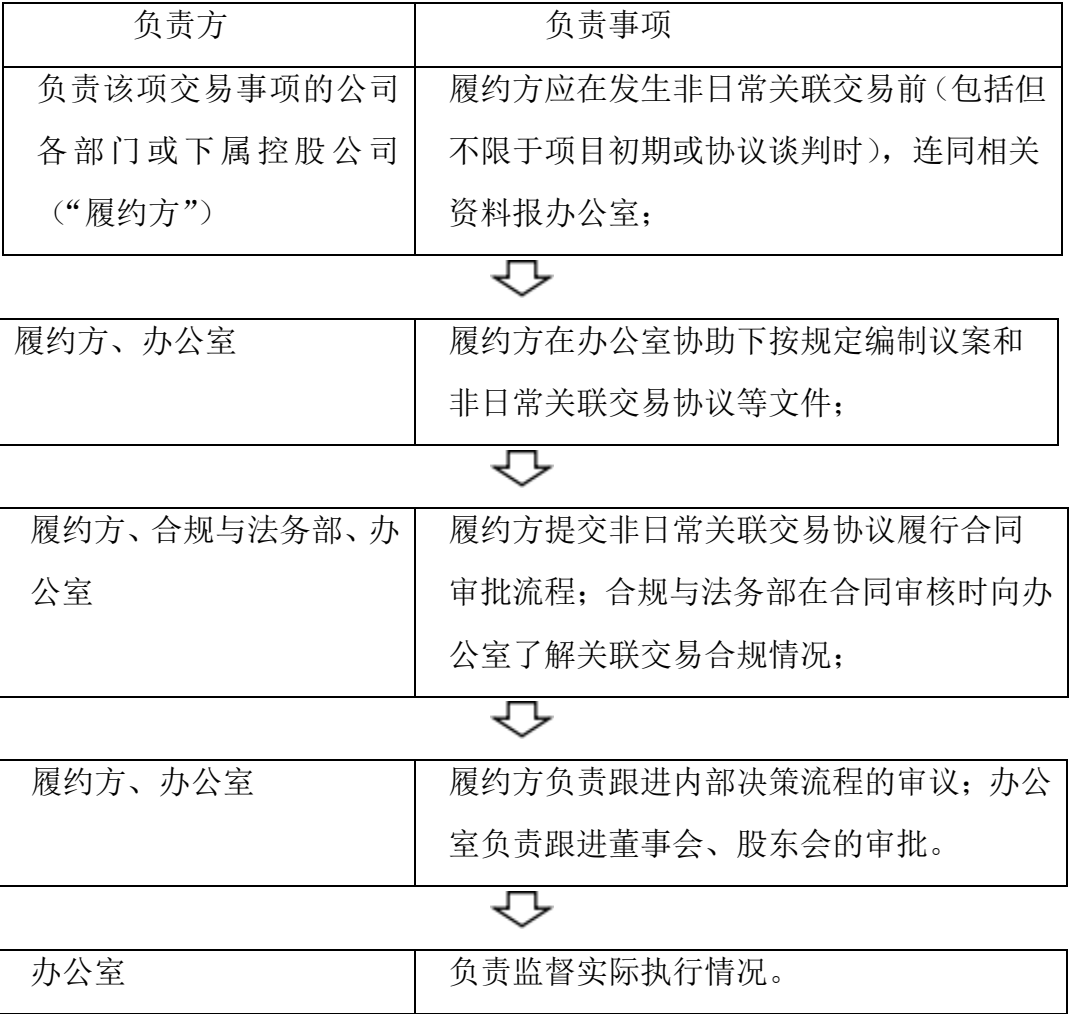 负责方
负责事项
负责该项交易事项的公司
各部门或下属控股公司
（“履约方”）
履约方应在发生非日常关联交易前（包括但
不限于项目初期或协议谈判时），连同相关
资料报办公室；
履约方、办公室
履约方在办公室协助下按规定编制议案和
非日常关联交易协议等文件；
履约方、合规与法务部、办
公室
履约方提交非日常关联交易协议履行合同
审批流程；合规与法务部在合同审核时向办
公室了解关联交易合规情况；
履约方、办公室
履约方负责跟进内部决策流程的审议；办公
室负责跟进董事会、股东会的审批。
办公室
负责监督实际执行情况。